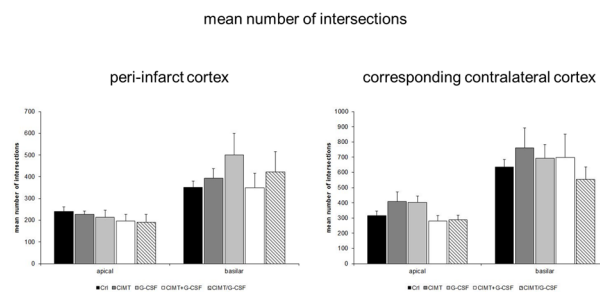 mean number of intersections
peri-infarct cortex
corresponding contralateral cortex
mean number of intersections
700
600
500
400
300
200
100
0
apical
basilar
Crl
CIMT
G-CSF
CIMT+G-CSF
CIMT/G-CSF
mean number of intersections
1000
900
800
700
600
500
400
300
200
100
0
apical
basilar
Crl
CIMT
G-CSF
CIMT+G-CSF
CIMT/G-CSF